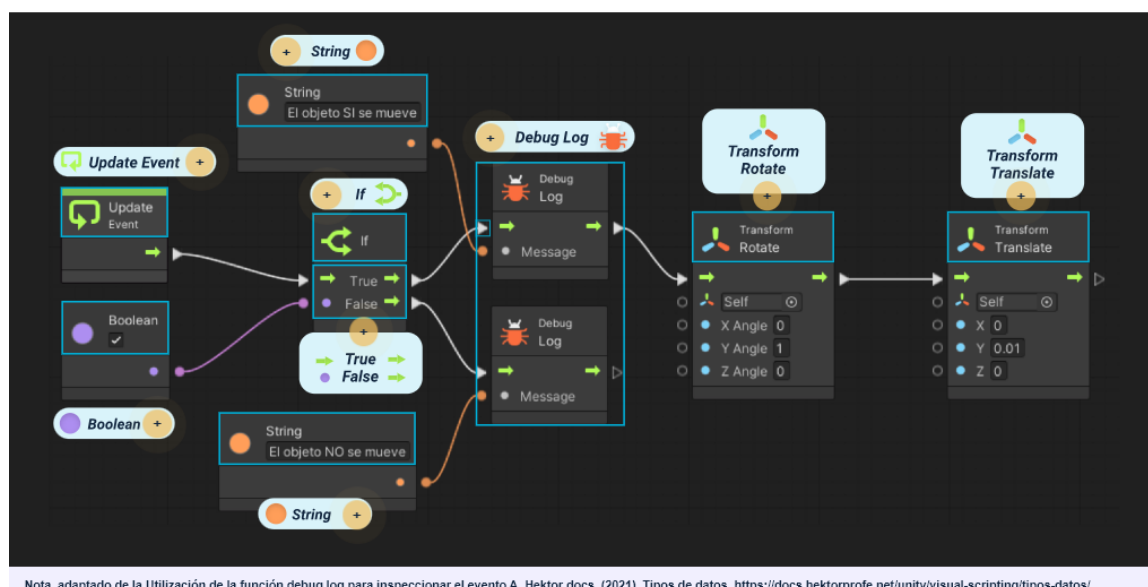 String
String
El objeto SI se mueve
Update Event
Update
Event
Boolean
Boolean
If
If
True
False
True
False
String
El objeto NO se mueve
String
Debug Log
Debug
Log
Message
Debug
Log
Message
Transform
Rotate
Transform
Rotate
Self
X Angle 0
Y Angle 1
Z Angle 0
Transform
Translate
Transform
Translate
Self
X 0
Y 0.01
Z 0
Nota. adaptado de la Utilización de la función debug log para inspeccionar el evento A. Hektor docs. (2021). Tipos de datos. https://docs.hektorprofe.net/unity/visual-scripting/tipos-datos/